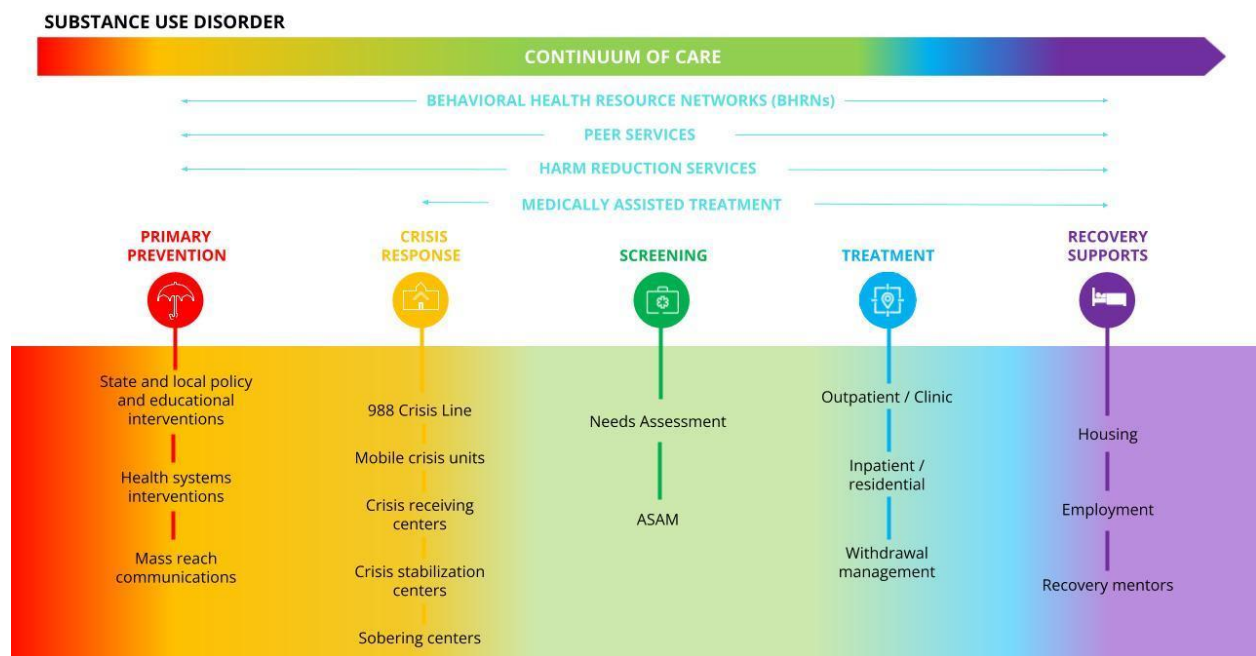 SUBSTANCE USE DISORDER
CONTINUUM OF CARE
BEHAVIORAL HEALTH RESOURCE NETWORKS (BHRNs)
PEER SERVICES
HARM REDUCTION SERVICES
MEDICALLY ASSISTED TREATMENT
PRIMARY
PREVENTION
State and local policy
and educational
interventions
Health systems
interventions
Mass reach
communications
CRISIS
RESPONSE
988 Crisis Line
Mobile crisis units
Crisis receiving
centers
Crisis stabilization
centers
Sobering centers
SCREENING
Needs Assessment
ASAM
TREATMENT
Outpatient / Clinic
Inpatient /
residential
Withdrawal
management
RECOVERY
SUPPORTS
Housing
Employment
Recovery mentors